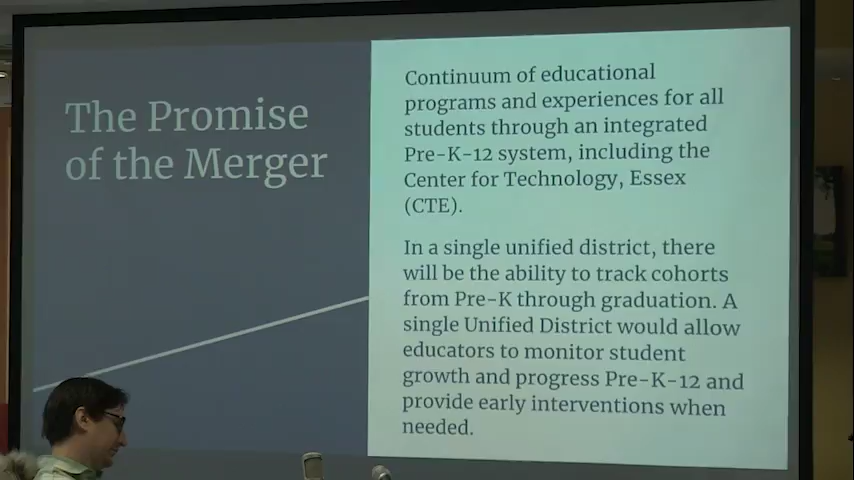 The Promise
of the Merger
Continuum of educational
programs and experiences for all
students through an integrated
Pre-K-12 system, including the
Center for Technology, Essex
(CTE).
In a single unified district, there
will be the ability to track cohorts
from Pre-K through graduation. A
single Unified District would allow
educators to monitor student
growth and progress Pre-K-12 and
provide early interventions when
needed.